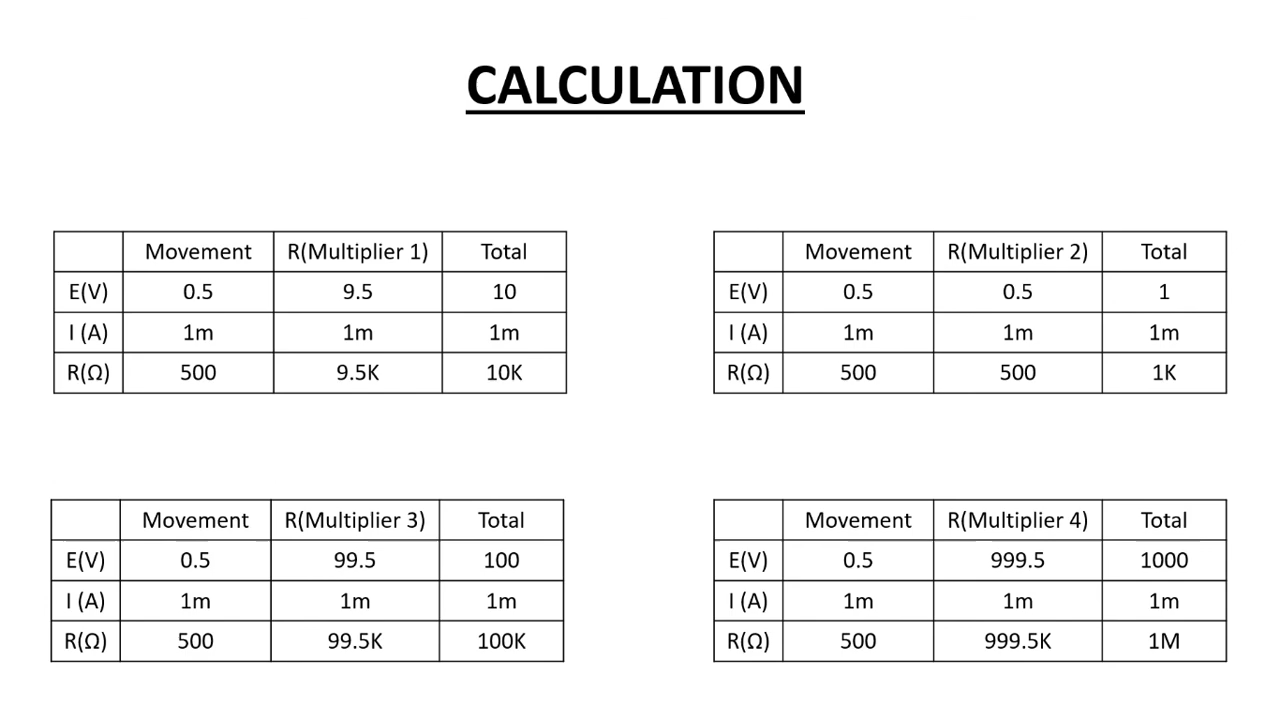 CALCULATION
Movement R(Multiplier 1) Total
E(V) 0.5 9.5 10
I (A) 1m 1m 1m
R(Ω) 500 9.5K 10K
Movement R(Multiplier 2) Total
E(V) 0.5 0.5 1
I (A) 1m 1m 1m
R(Ω) 500 500 1K
Movement R(Multiplier 3) Total
E(V) 0.5 99.5 100
I (A) 1m 1m 1m
R(Ω) 500 99.5K 100K
Movement R(Multiplier 4) Total
E(V) 0.5 999.5 1000
I (A) 1m 1m 1m
R(Ω) 500 999.5K 1M